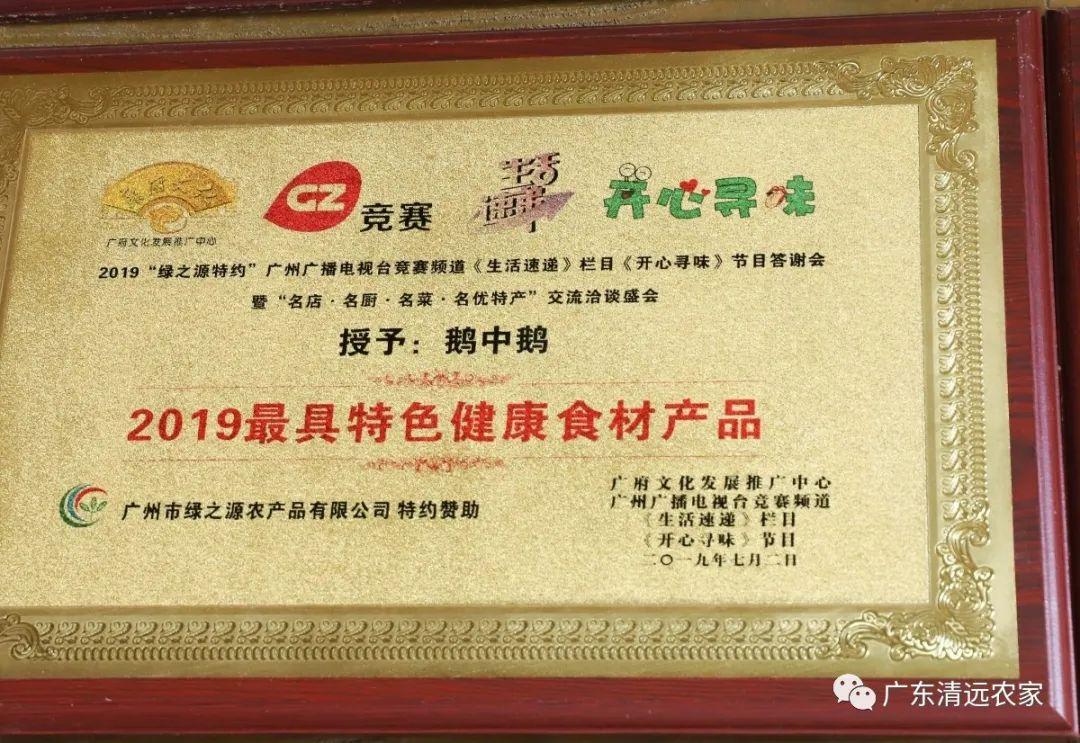 广府文化
GZ 竞赛
生活
速递
开心寻味
广府文化发展推广中心
2019“绿之源特约”广州广播电视台竞赛频道《生活速递》栏目《开心寻味》节目答谢会
暨“名店·名厨·名菜·名优特产”交流洽谈盛会
授予：鹅中鹅
2019最具特色健康食材产品
广州市绿之源农产品有限公司 特约赞助
广府文化发展推广中心
广州广播电视台竞赛频道
《生活速递》栏目
《开心寻味》节目
二〇一九年七月二日
广东清远农家